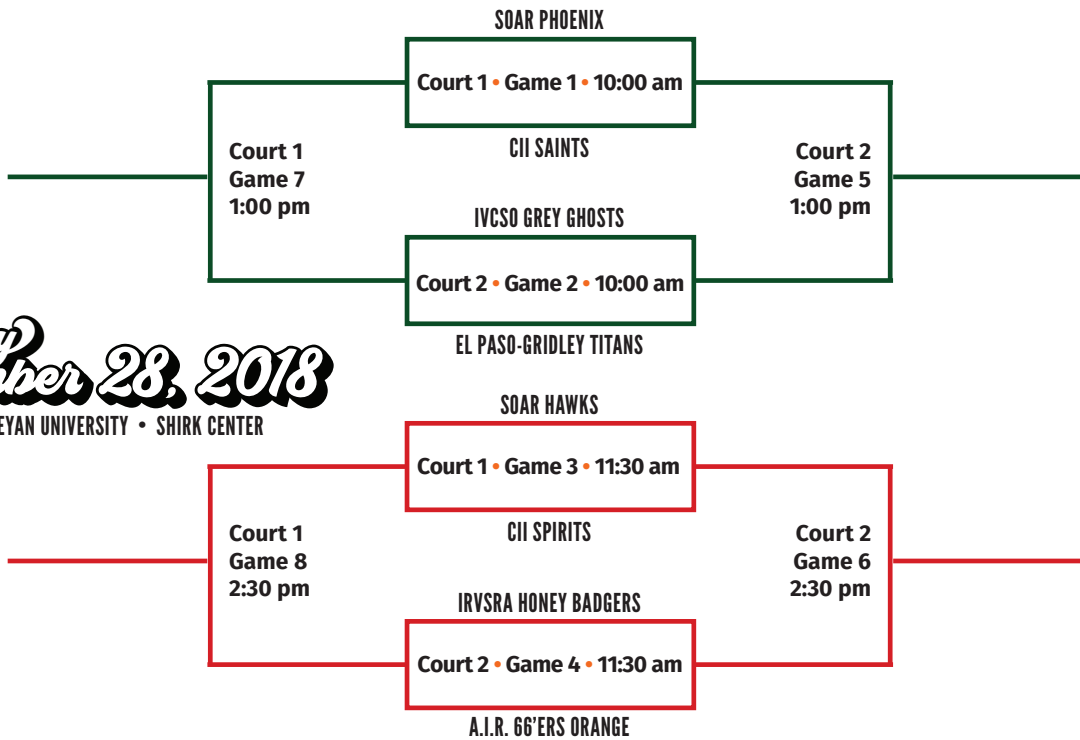 SOAR PHOENIX
Court 1 • Game 1 • 10:00 am
CII SAINTS
Court 1
Game 7
1:00 pm
Court 2
Game 5
1:00 pm
IVCSO GREY GHOSTS
Court 2 • Game 2 • 10:00 am
EL PASO-GRIDLEY TITANS
28, 2018
UNIVERSITY • SHIRK CENTER
SOAR HAWKS
Court 1 • Game 3 • 11:30 am
CII SPIRITS
Court 1
Game 8
2:30 pm
Court 2
Game 6
2:30 pm
IRVSRA HONEY BADGERS
Court 2 • Game 4 • 11:30 am
A.I.R. 66'ERS ORANGE